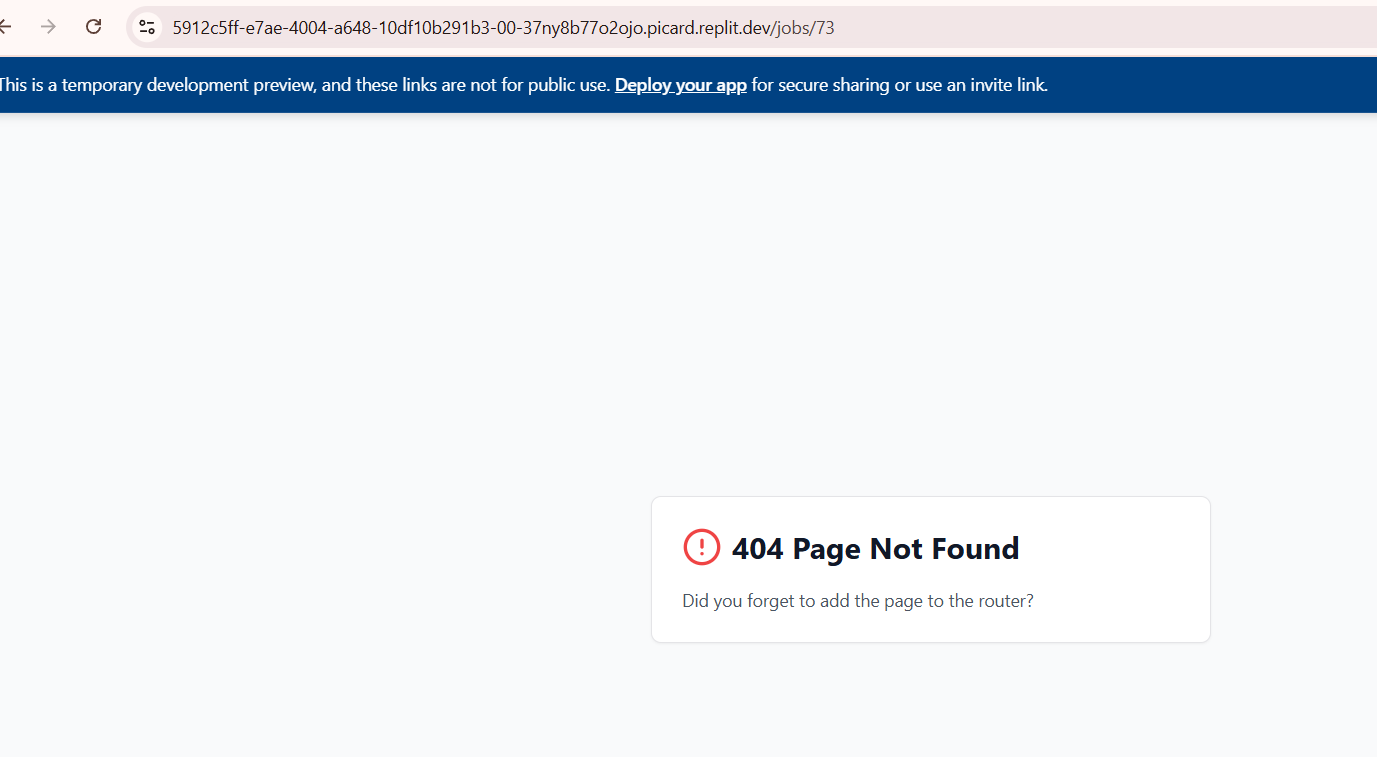 5912c5ff-e7ae-4004-a648-10df10b291b3-00-37ny8b77o2ojo.picard.replit.dev/jobs/73
This is a temporary development preview, and these links are not for public use. Deploy your app for secure sharing or use an invite link.
404 Page Not Found
Did you forget to add the page to the router?